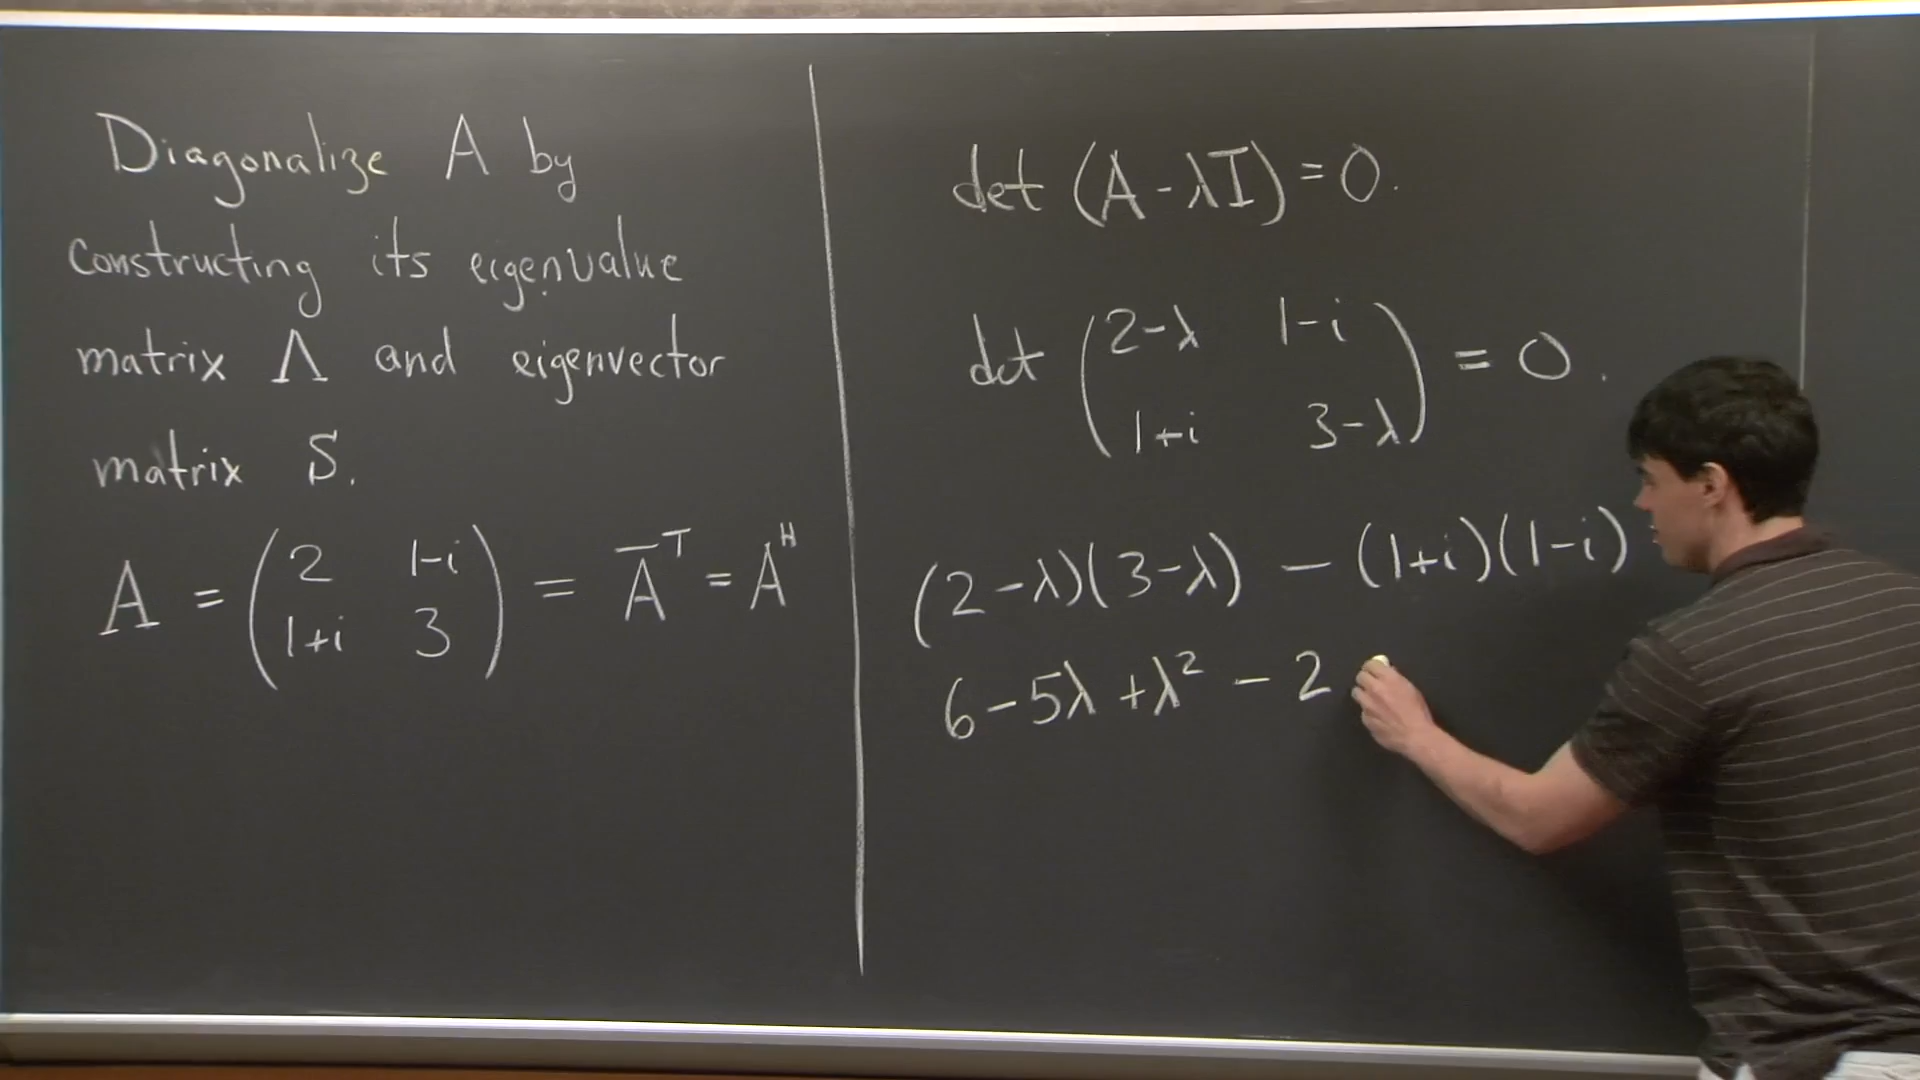 Diagonalize A by
constructing its eigenvalue
matrix Λ and eigenvector
matrix S.
A = (2 1-i; 1+i 3) = A̅ᵀ = Aᴴ
det (A - λI) = 0.
det (2-λ 1-i; 1+i 3-λ) = 0.
(2-λ)(3-λ) - (1+i)(1-i)
6 - 5λ + λ² - 2